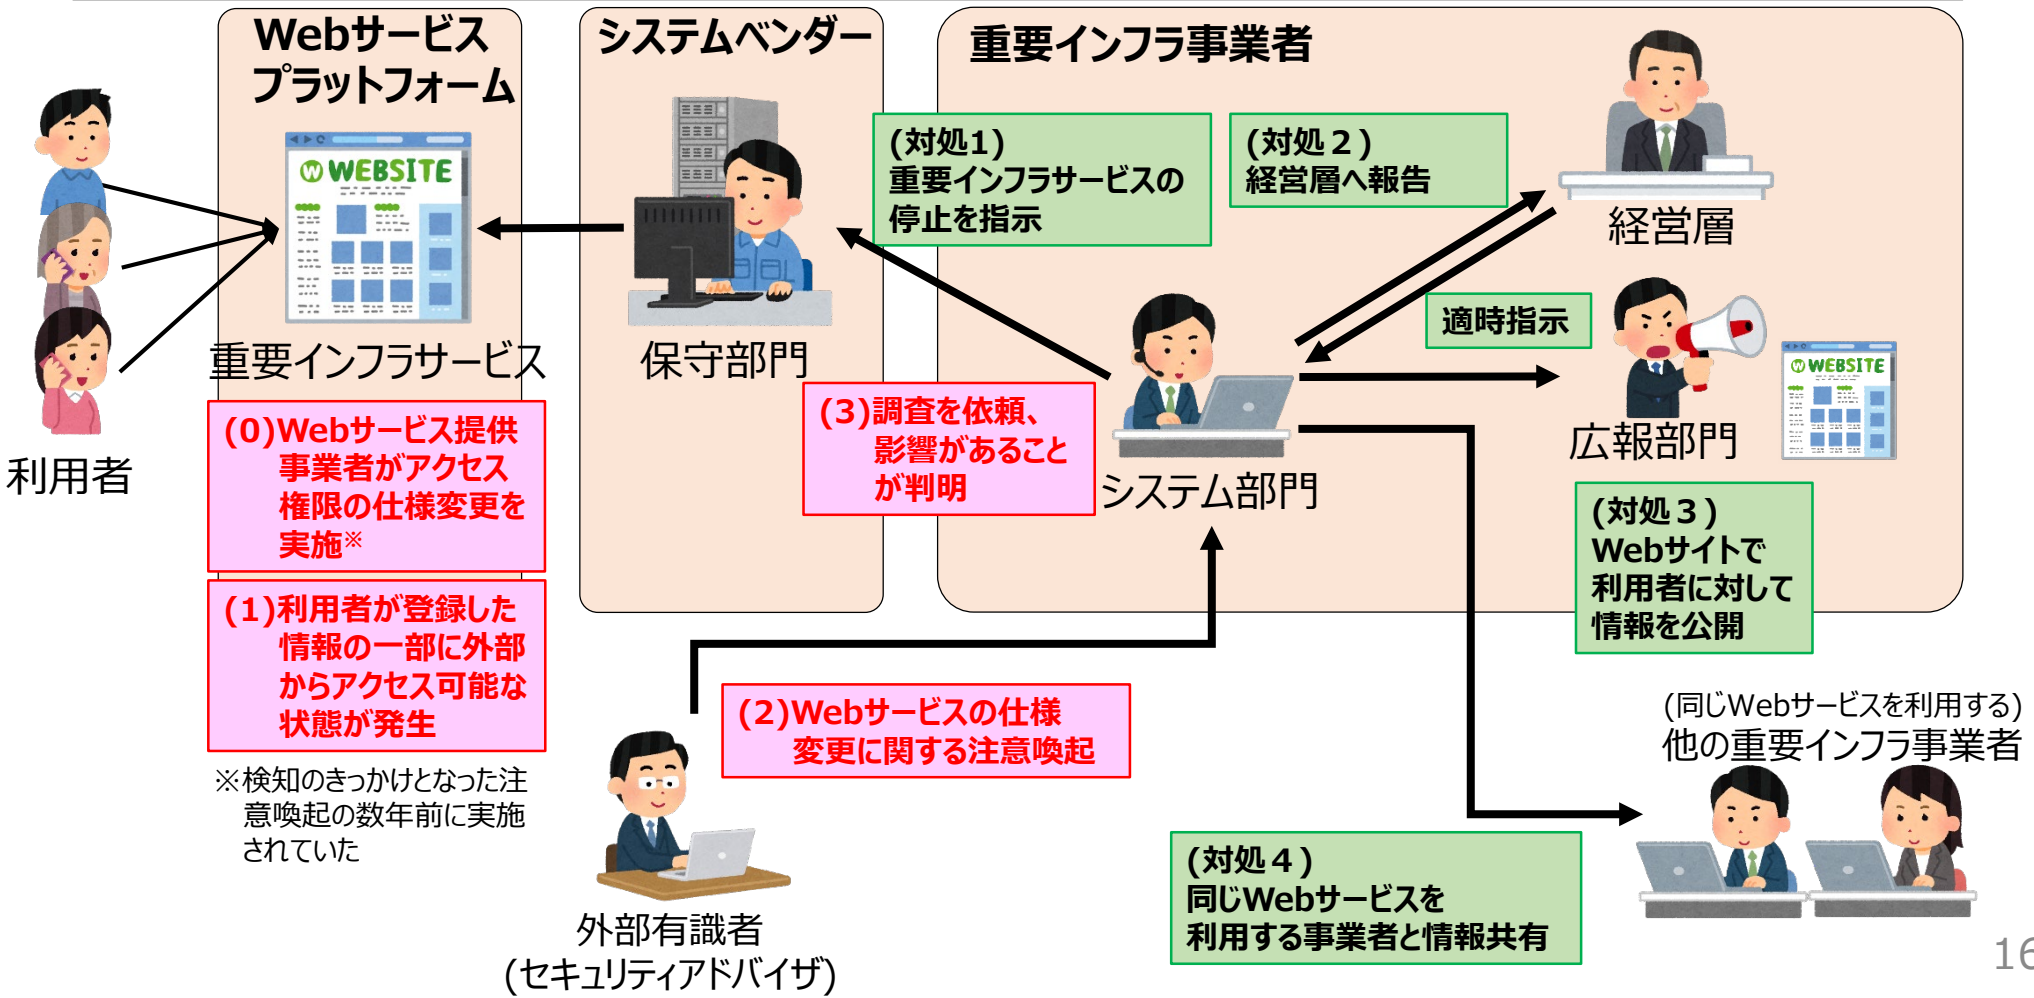 Webサービス
プラットフォーム
システムベンダー
重要インフラ事業者
WEBSITE
重要インフラサービス
保守部門
利用者
(対処1)
重要インフラサービスの
停止を指示
(対処２)
経営層へ報告
経営層
適時指示
WEBSITE
広報部門
システム部門
(0)Webサービス提供
事業者がアクセス
権限の仕様変更を
実施※
(1)利用者が登録した
情報の一部に外部
からアクセス可能な
状態が発生
※検知のきっかけとなった注
意喚起の数年前に実施
されていた
(3)調査を依頼、
影響があること
が判明
(2)Webサービスの仕様
変更に関する注意喚起
外部有識者
(セキュリティアドバイザ)
(対処３)
Webサイトで
利用者に対して
情報を公開
(同じWebサービスを利用する)
他の重要インフラ事業者
(対処４)
同じWebサービスを
利用する事業者と情報共有
16